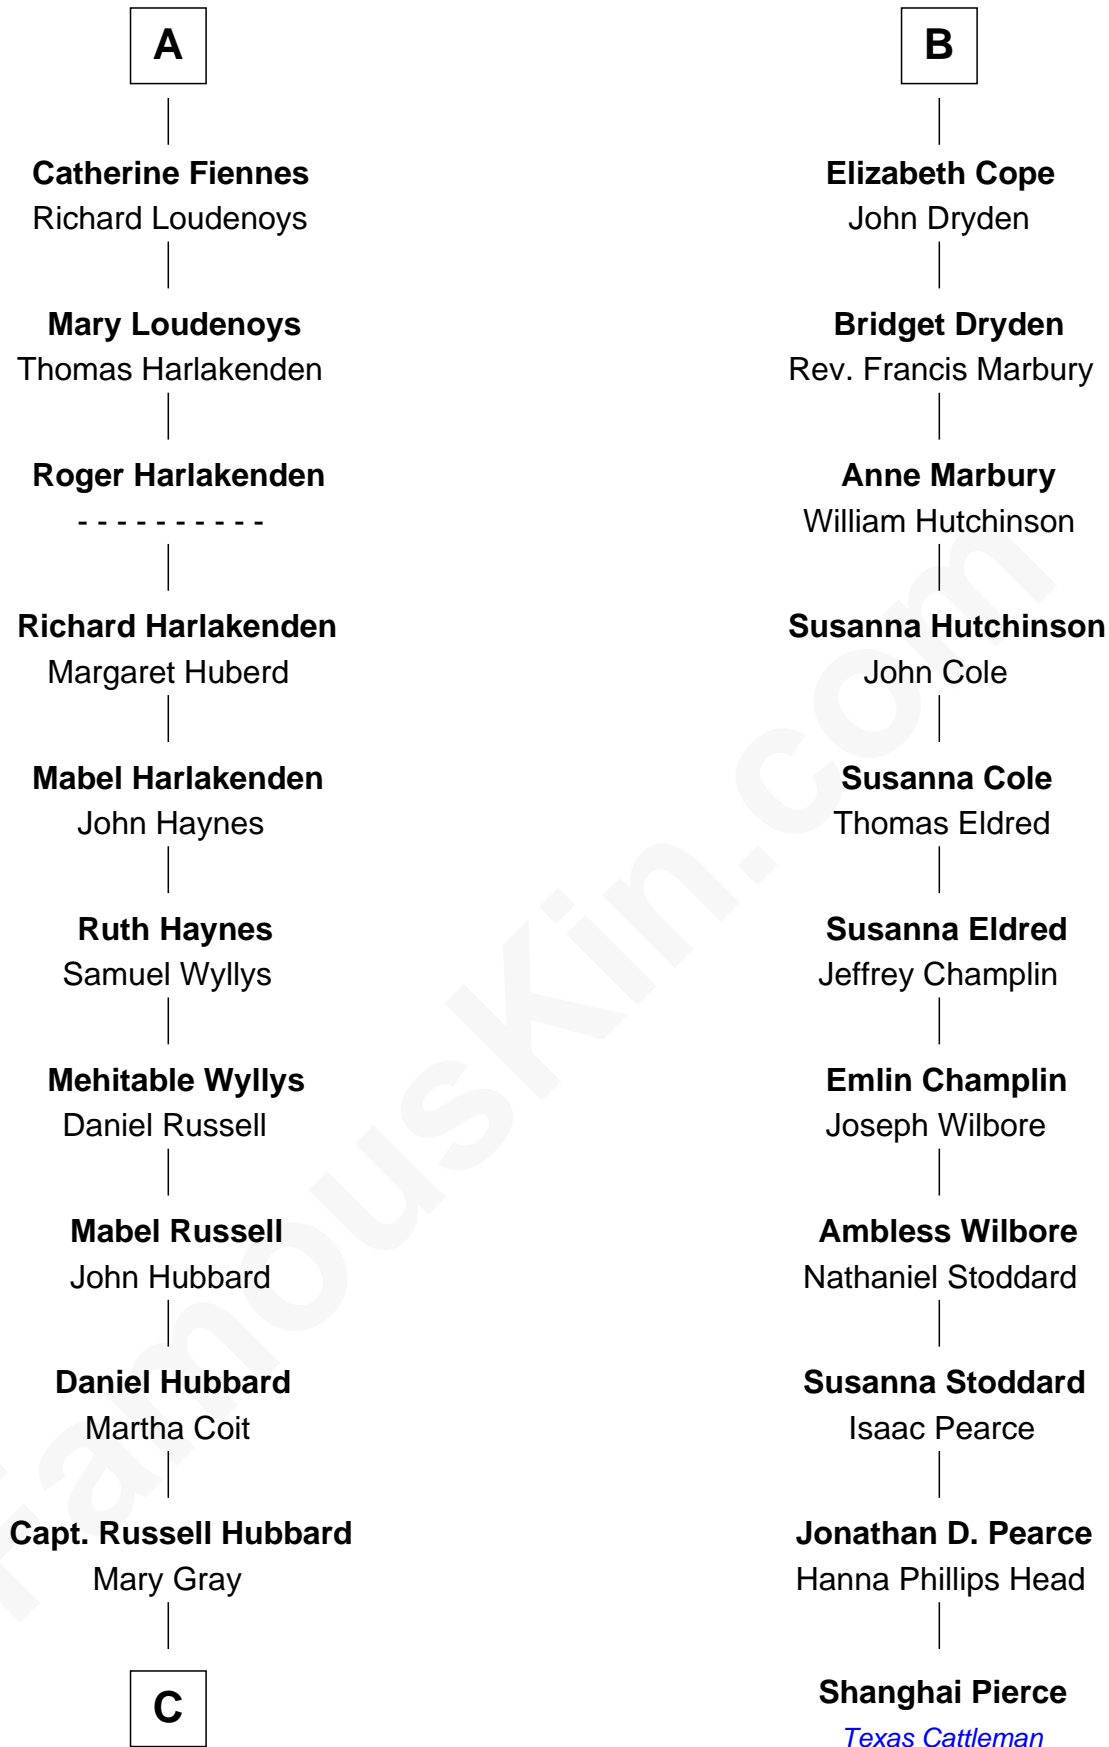 A
Catherine Fiennes
Richard Loudenoys
Mary Loudenoys
Thomas Harlakenden
Roger Harlakenden
- - - - - - - - - -
Richard Harlakenden
Margaret Huberd
Mabel Harlakenden
John Haynes
Ruth Haynes
Samuel Wyllys
Mehitable Wyllys
Daniel Russell
Mabel Russell
John Hubbard
Daniel Hubbard
Martha Coit
Capt. Russell Hubbard
Mary Gray
C
B
Elizabeth Cope
John Dryden
Bridget Dryden
Rev. Francis Marbury
Anne Marbury
William Hutchinson
Susanna Hutchinson
John Cole
Susanna Cole
Thomas Eldred
Susanna Eldred
Jeffrey Champlin
Emlin Champlin
Joseph Wilbore
Ambless Wilbore
Nathaniel Stoddard
Susanna Stoddard
Isaac Pearce
Jonathan D. Pearce
Hanna Phillips Head
Shanghai Pierce
Texas Cattleman
FamousKin.com